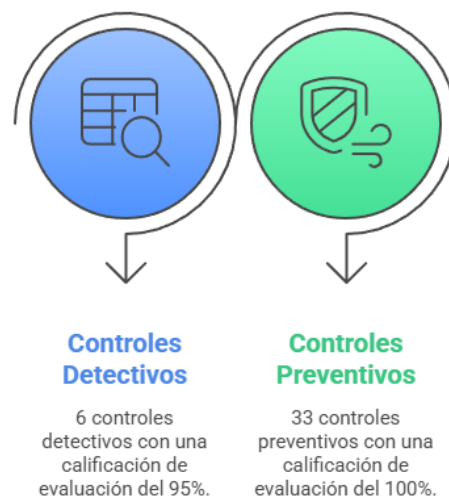 Controles
Detectivos
6 controles
detectivos con una
calificación de
evaluación del 95%.
Controles
Preventivos
33 controles
preventivos con una
calificación de
evaluación del 100%.